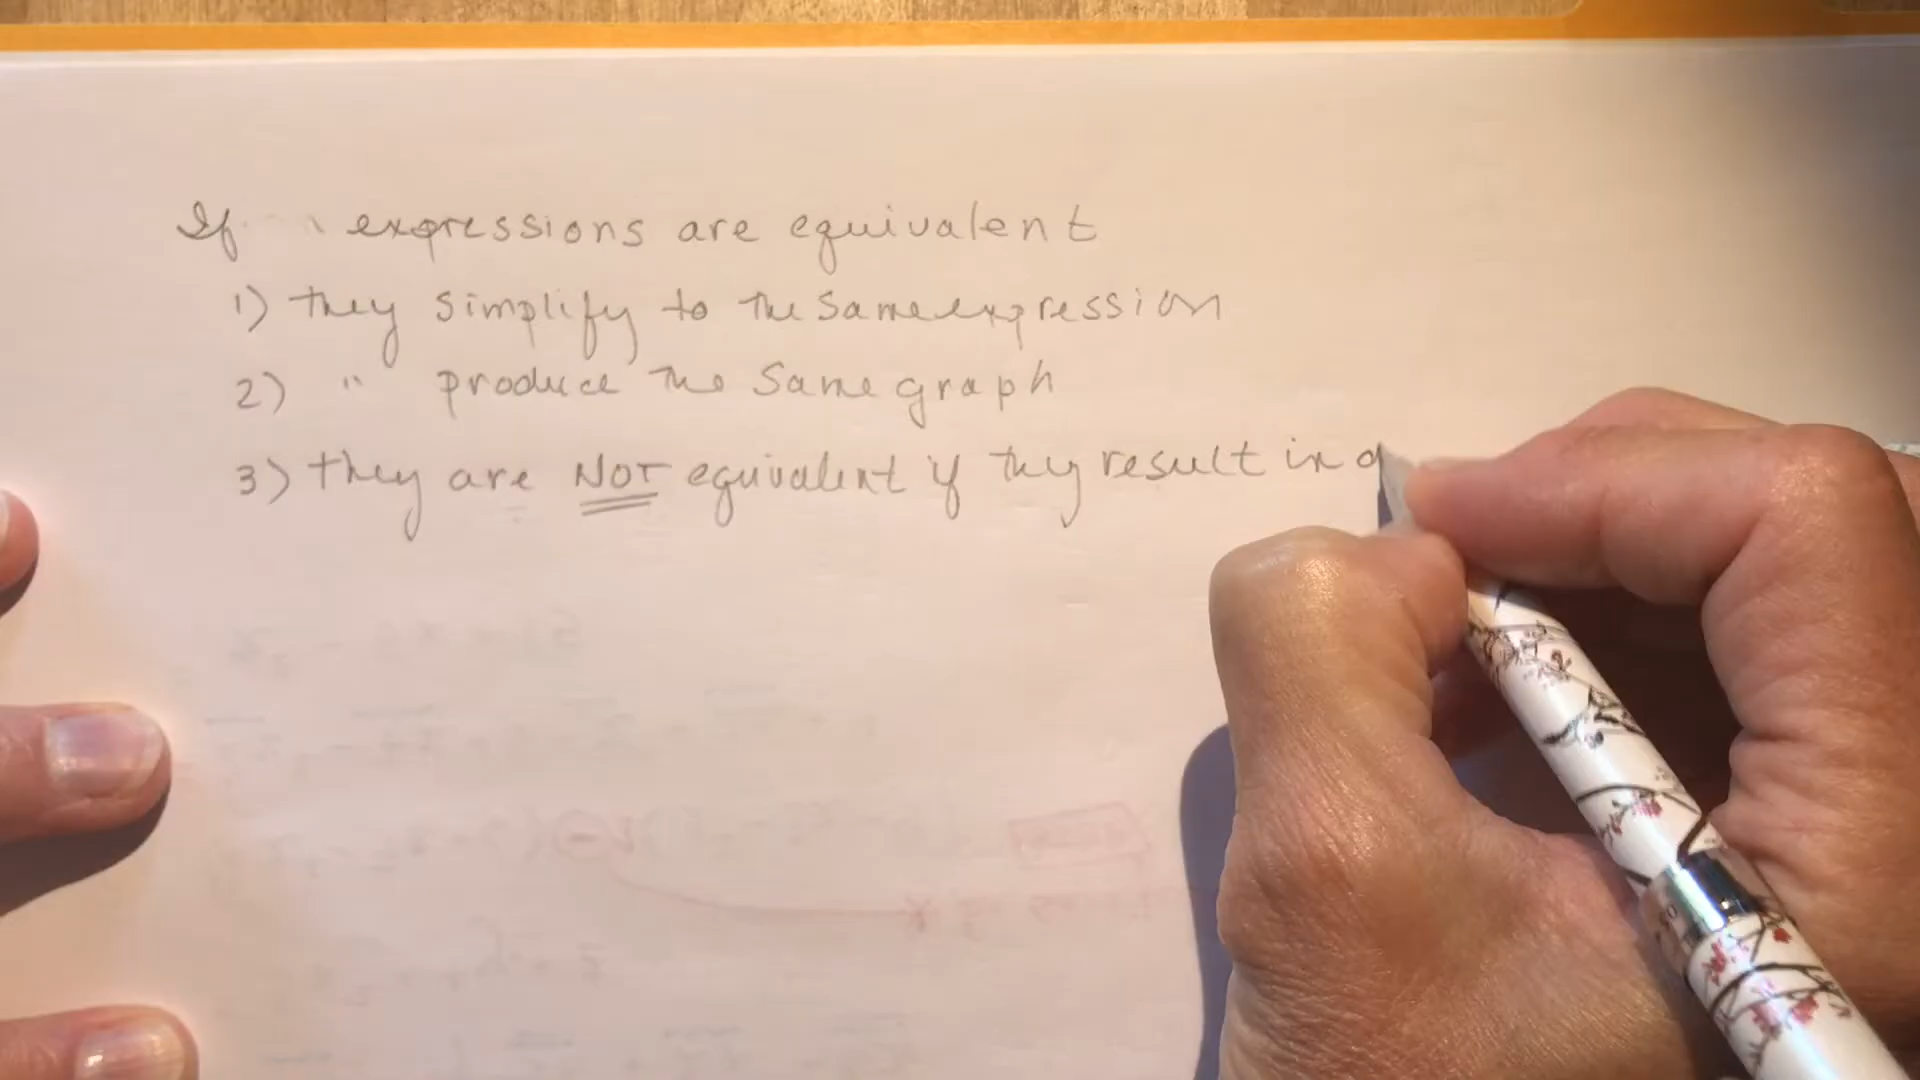 If expressions are equivalent
1) they simplify to the same expression
2) " produce the same graph
3) they are NOT equivalent if they result in